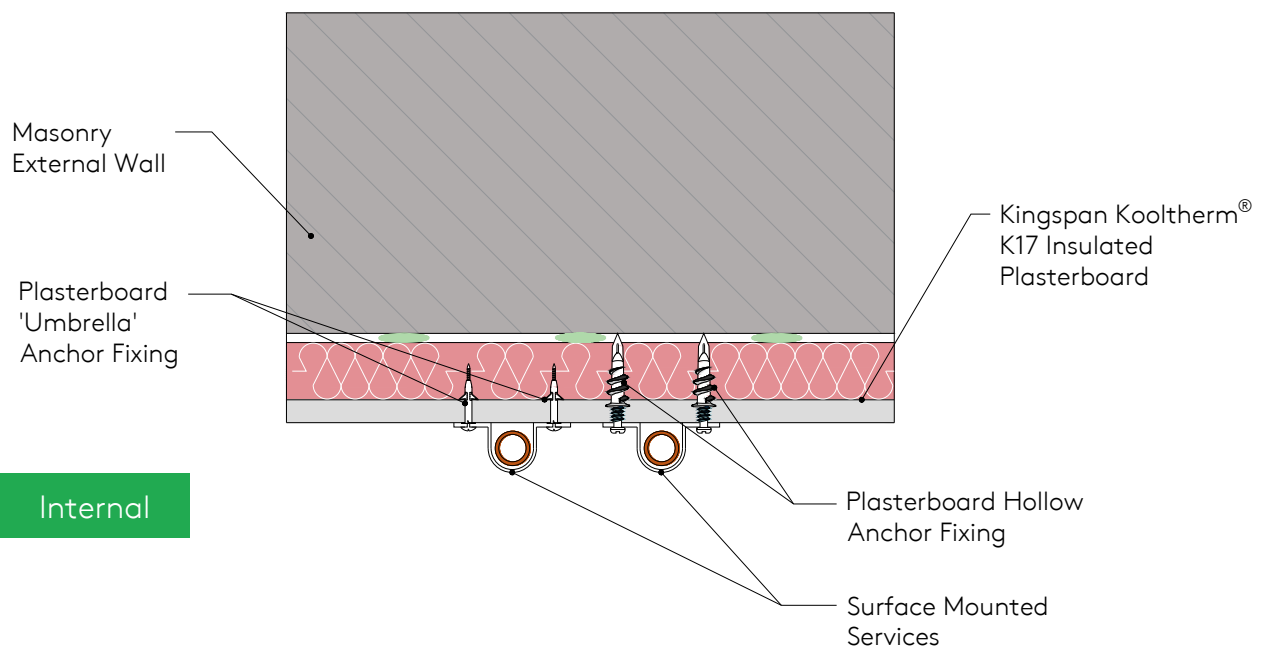 Masonry
External Wall
Kingspan Kooltherm®
K17 Insulated
Plasterboard
Plasterboard
'Umbrella'
Anchor Fixing
Internal
Plasterboard Hollow
Anchor Fixing
Surface Mounted
Services